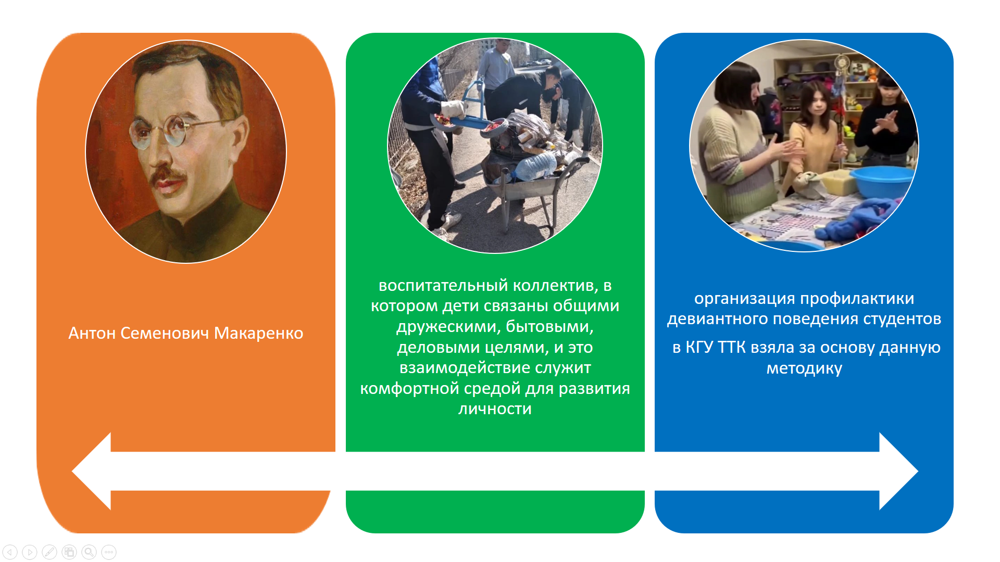 Антон Семенович Макаренко
воспитательный коллектив, в
котором дети связаны общими
дружескими, бытовыми,
деловыми целями, и это
взаимодействие служит
комфортной средой для развития
личности
организация профилактики
девиантного поведения студентов
в КГУ ТТК взяла за основу данную
методику